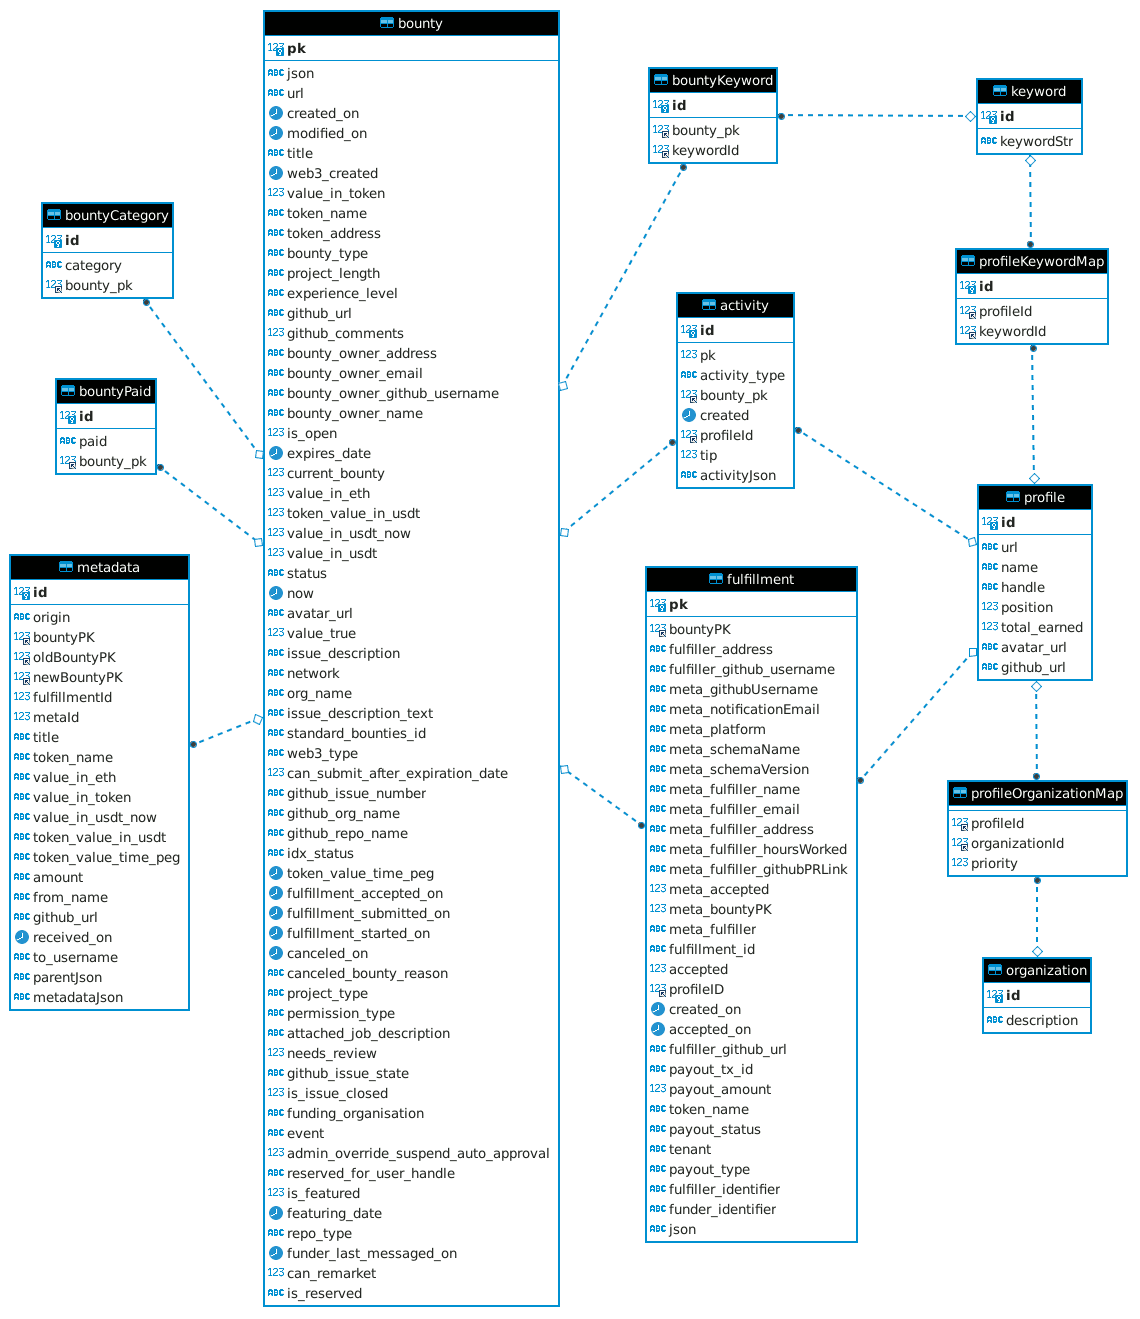 bounty
pk
json
url
created_on
modified_on
title
web3_created
value_in_token
token_name
token_address
bounty_type
project_length
experience_level
github_url
github_comments
bounty_owner_address
bounty_owner_email
bounty_owner_github_username
bounty_owner_name
is_open
expires_date
current_bounty
value_in_eth
token_value_in_usdt
value_in_usdt_now
value_in_usdt
status
now
avatar_url
value_true
issue_description
network
org_name
issue_description_text
standard_bounties_id
web3_type
can_submit_after_expiration_date
github_issue_number
github_org_name
github_repo_name
idx_status
token_value_time_peg
fulfillment_accepted_on
fulfillment_submitted_on
fulfillment_started_on
canceled_on
canceled_bounty_reason
project_type
permission_type
attached_job_description
needs_review
github_issue_state
is_issue_closed
funding_organisation
event
admin_override_suspend_auto_approval
reserved_for_user_handle
is_featured
featuring_date
repo_type
funder_last_messaged_on
can_remarket
is_reserved
bountyCategory
id
category
bounty_pk
bountyPaid
id
paid
bounty_pk
metadata
id
origin
bountyPK
oldBountyPK
newBountyPK
fulfillmentId
metaId
title
token_name
value_in_eth
value_in_token
value_in_usdt_now
token_value_in_usdt
token_value_time_peg
amount
from_name
github_url
received_on
to_username
parentJson
metadataJson
bountyKeyword
id
bounty_pk
keywordId
keyword
id
keywordStr
profileKeywordMap
id
profileId
keywordId
activity
id
pk
activity_type
bounty_pk
created
profileId
tip
activityJson
profile
id
url
name
handle
position
total_earned
avatar_url
github_url
fulfillment
pk
bountyPK
fulfiller_address
fulfiller_github_username
meta_githubUsername
meta_notificationEmail
meta_platform
meta_schemaName
meta_schemaVersion
meta_fulfiller_name
meta_fulfiller_email
meta_fulfiller_address
meta_fulfiller_hoursWorked
meta_fulfiller_githubPRLink
meta_accepted
meta_bountyPK
meta_fulfiller
fulfillment_id
accepted
profileID
created_on
accepted_on
fulfiller_github_url
payout_tx_id
payout_amount
token_name
payout_status
tenant
payout_type
fulfiller_identifier
funder_identifier
json
profileOrganizationMap
profileId
organizationId
priority
organization
id
description